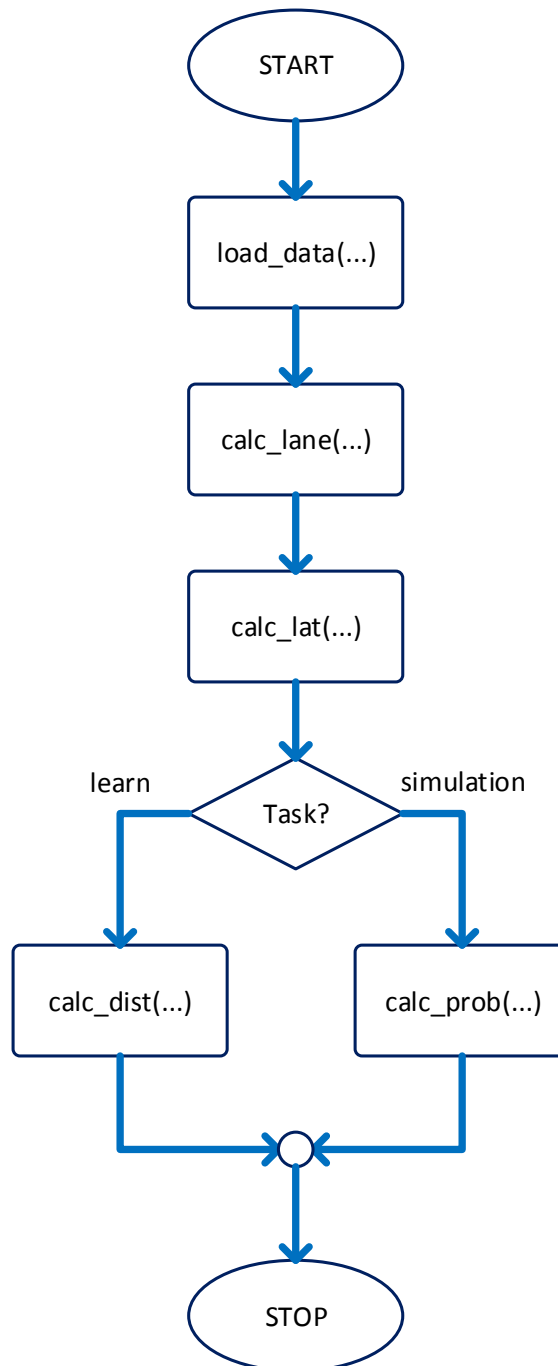 START
load_data(...)
calc_lane(...)
calc_lat(...)
learn
simulation
Task?
calc_dist(...)
calc_prob(...)
STOP